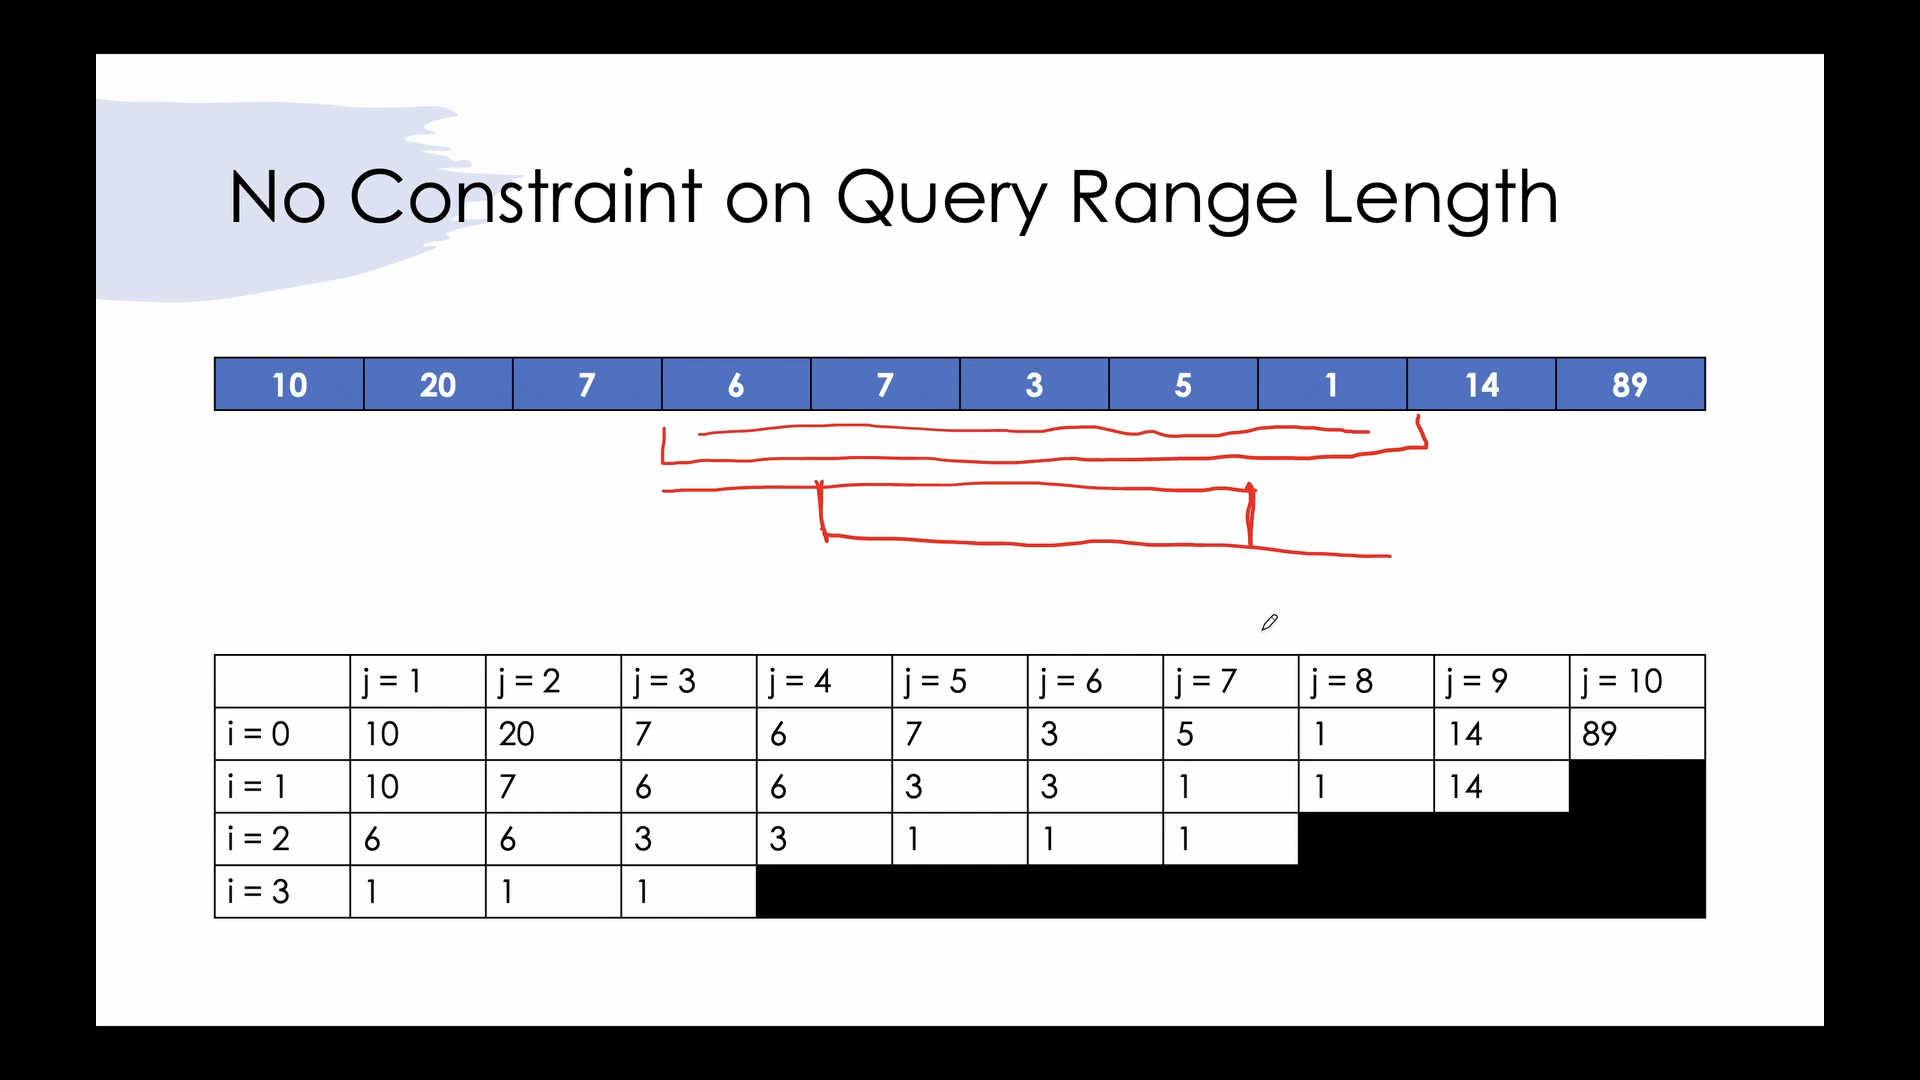 No Constraint on Query Range Length
10 20 7 6 7 3 5 1 14 89
j = 1 j = 2 j = 3 j = 4 j = 5 j = 6 j = 7 j = 8 j = 9 j = 10
i = 0 10 20 7 6 7 3 5 1 14 89
i = 1 10 7 6 6 3 3 1 1 14
i = 2 6 6 3 3 1 1 1
i = 3 1 1 1